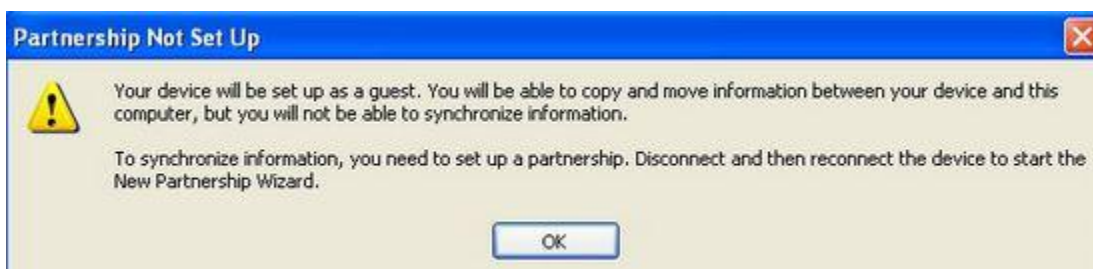 Partnership Not Set Up
Your device will be set up as a guest. You will be able to copy and move information between your device and this
computer, but you will not be able to synchronize information.
To synchronize information, you need to set up a partnership. Disconnect and then reconnect the device to start the
New Partnership Wizard.
OK